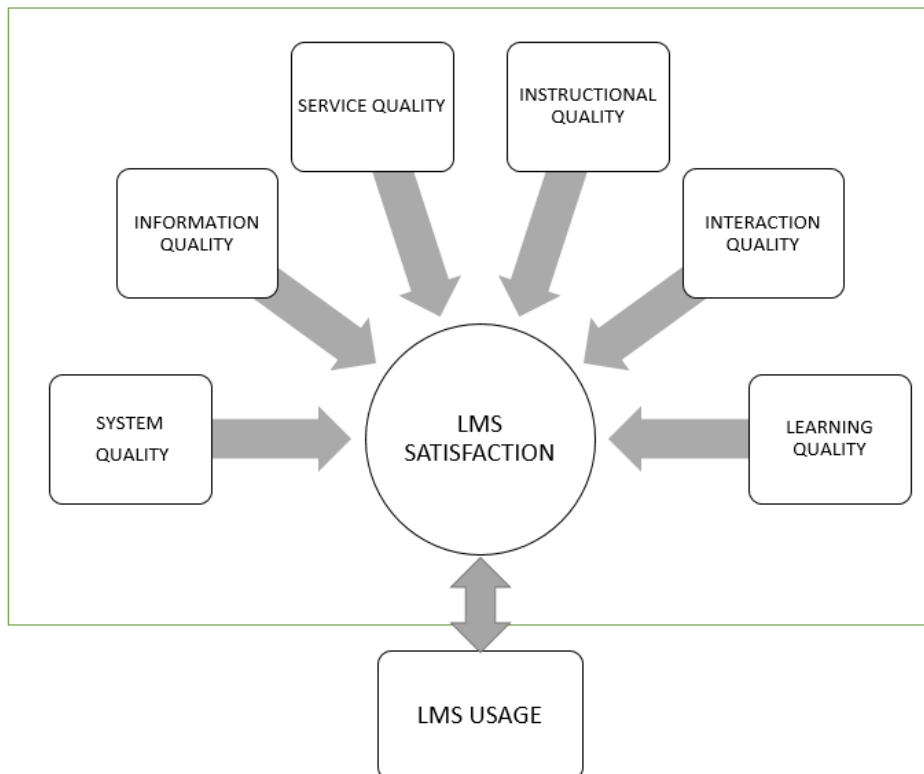 SERVICE QUALITY
INSTRUCTIONAL
QUALITY
INFORMATION
QUALITY
INTERACTION
QUALITY
SYSTEM
QUALITY
LMS
SATISFACTION
LEARNING
QUALITY
LMS USAGE